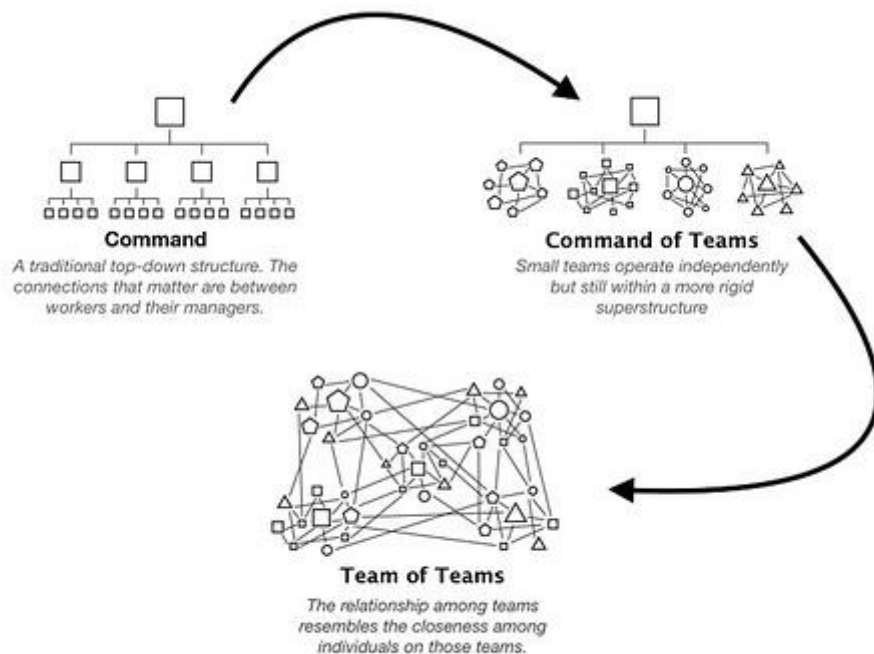 Command
A traditional top-down structure. The
connections that matter are between
workers and their managers.
Command of Teams
Small teams operate independently
but still within a more rigid
superstructure
Team of Teams
The relationship among teams
resembles the closeness among
individuals on those teams.